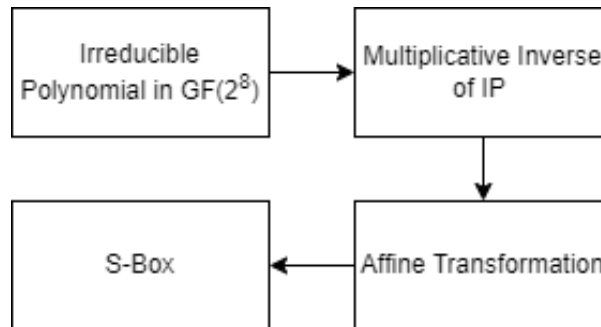 Irreducible
Polynomial in GF(2⁸)
Multiplicative Inverse
of IP
S-Box
Affine Transformation